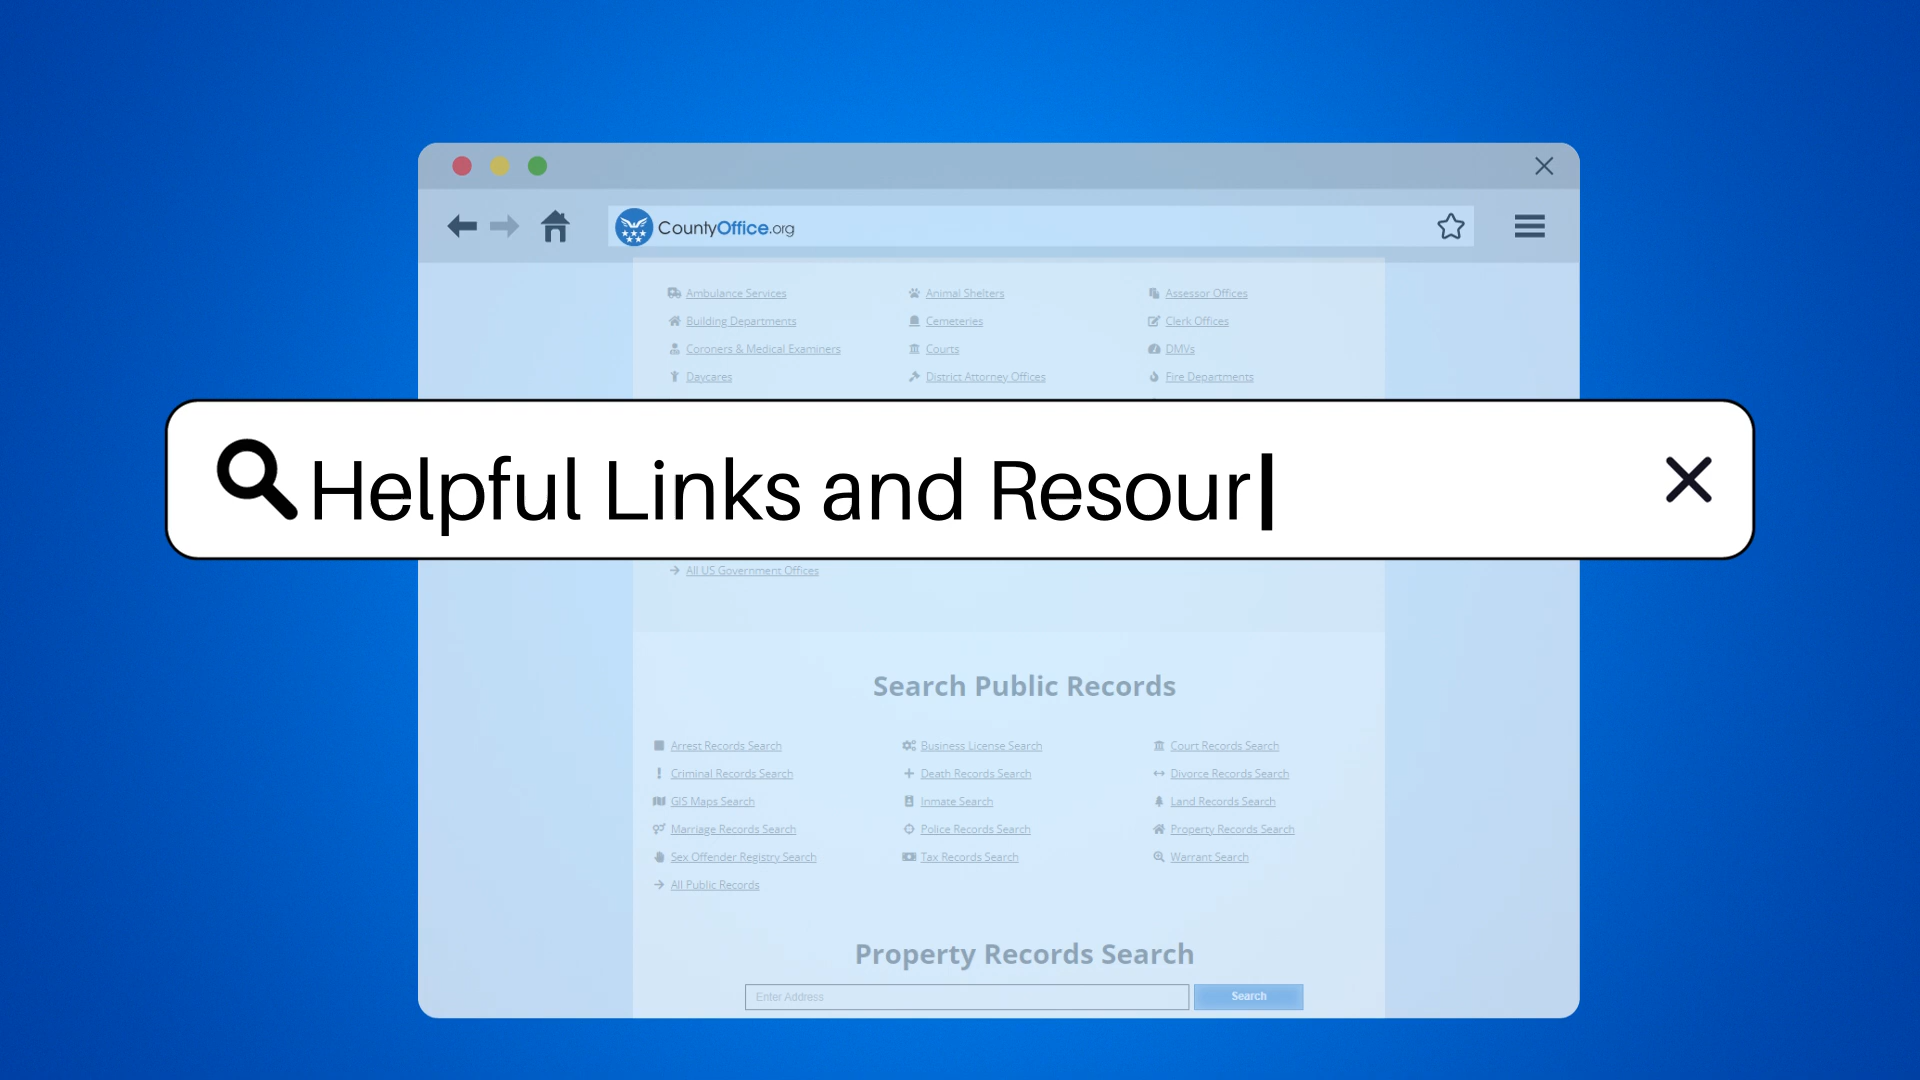 CountyOffice.org
Ambulance Services Animal Shelters Assessor Offices
Building Departments Cemeteries Clerk Offices
Coroners & Medical Examiners Courts DMVs
Daycares District Attorney Offices Fire Departments
Helpful Links and Resour
All US Government Offices
Search Public Records
Arrest Records Search Business License Search Court Records Search
Criminal Records Search Death Records Search Divorce Records Search
GIS Maps Search Inmate Search Land Records Search
Marriage Records Search Police Records Search Property Records Search
Sex Offender Registry Search Tax Records Search Warrant Search
All Public Records
Property Records Search
Enter Address Search